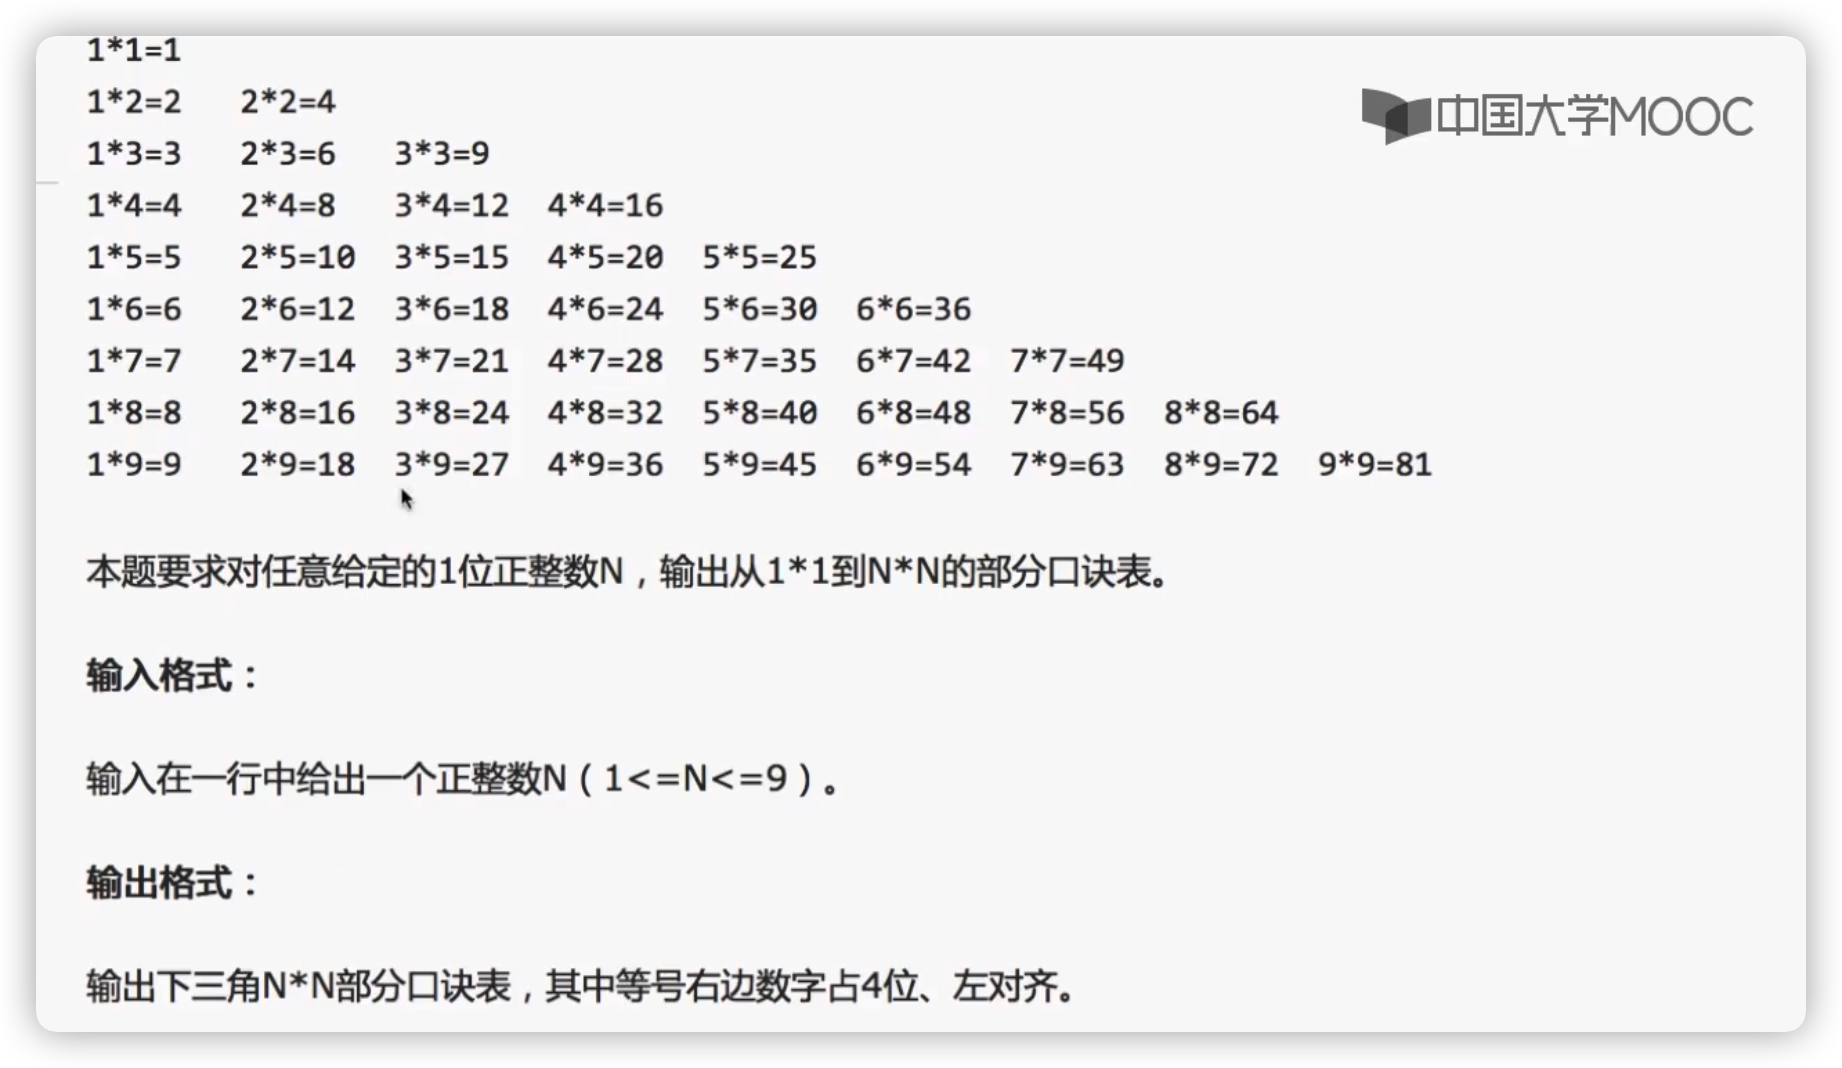 1*1=1
中国大学MOOC
1*2=2   2*2=4
1*3=3   2*3=6   3*3=9
1*4=4   2*4=8   3*4=12  4*4=16
1*5=5   2*5=10  3*5=15  4*5=20  5*5=25
1*6=6   2*6=12  3*6=18  4*6=24  5*6=30  6*6=36
1*7=7   2*7=14  3*7=21  4*7=28  5*7=35  6*7=42  7*7=49
1*8=8   2*8=16  3*8=24  4*8=32  5*8=40  6*8=48  7*8=56  8*8=64
1*9=9   2*9=18  3*9=27  4*9=36  5*9=45  6*9=54  7*9=63  8*9=72  9*9=81
本题要求对任意给定的1位正整数N，输出从1*1到N*N的部分口诀表。
输入格式：
输入在一行中给出一个正整数N（1<=N<=9）。
输出格式：
输出下三角N*N部分口诀表，其中等号右边数字占4位、左对齐。